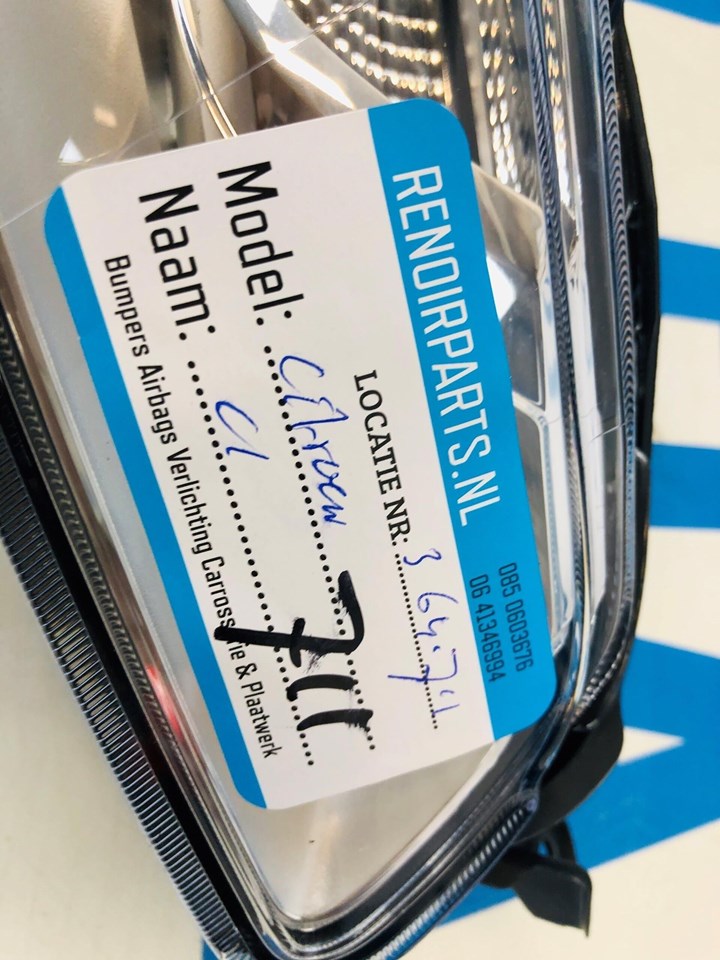 RENOIRPARTS.NL
085 0603676
06 41346994
LOCATIE NR: 364.7.1
Model: Citroen
Naam: C1
711
Bumpers Airbags Verlichting Carrosserie & Plaatwerk